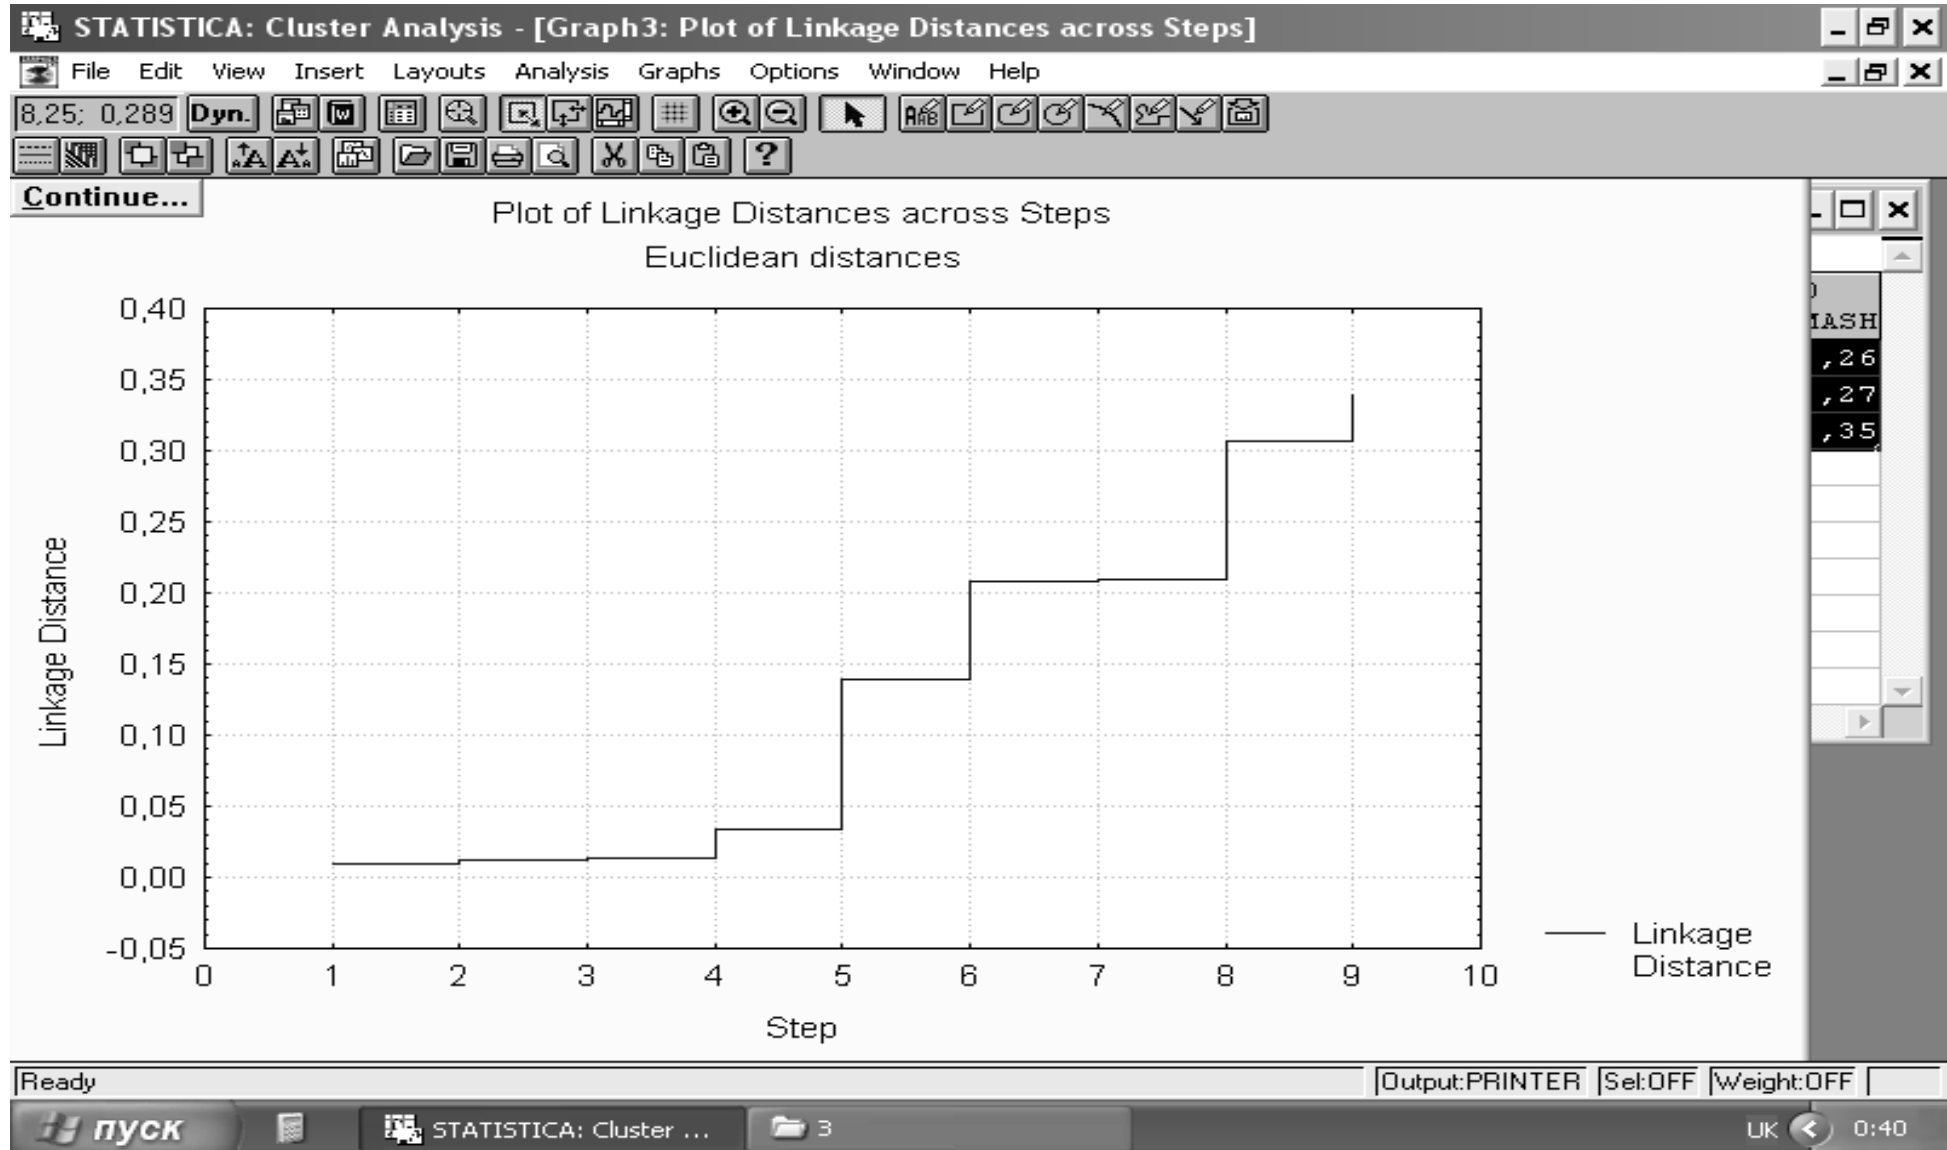 STATISTICA: Cluster Analysis - [Graph3: Plot of Linkage Distances across Steps]
File Edit View Insert Layouts Analysis Graphs Options Window Help
8,25; 0,289 Dyn.
?
Continue...
Plot of Linkage Distances across Steps
Euclidean distances
0,40
0,35
0,30
0,25
0,20
0,15
0,10
0,05
0,00
-0,05
Linkage Distance
0 1 2 3 4 5 6 7 8 9 10
Step
Linkage
Distance
MASH
,26
,27
,35
Ready
Output:PRINTER Sel:OFF Weight:OFF
пуск
STATISTICA: Cluster ...
3
UK
0:40